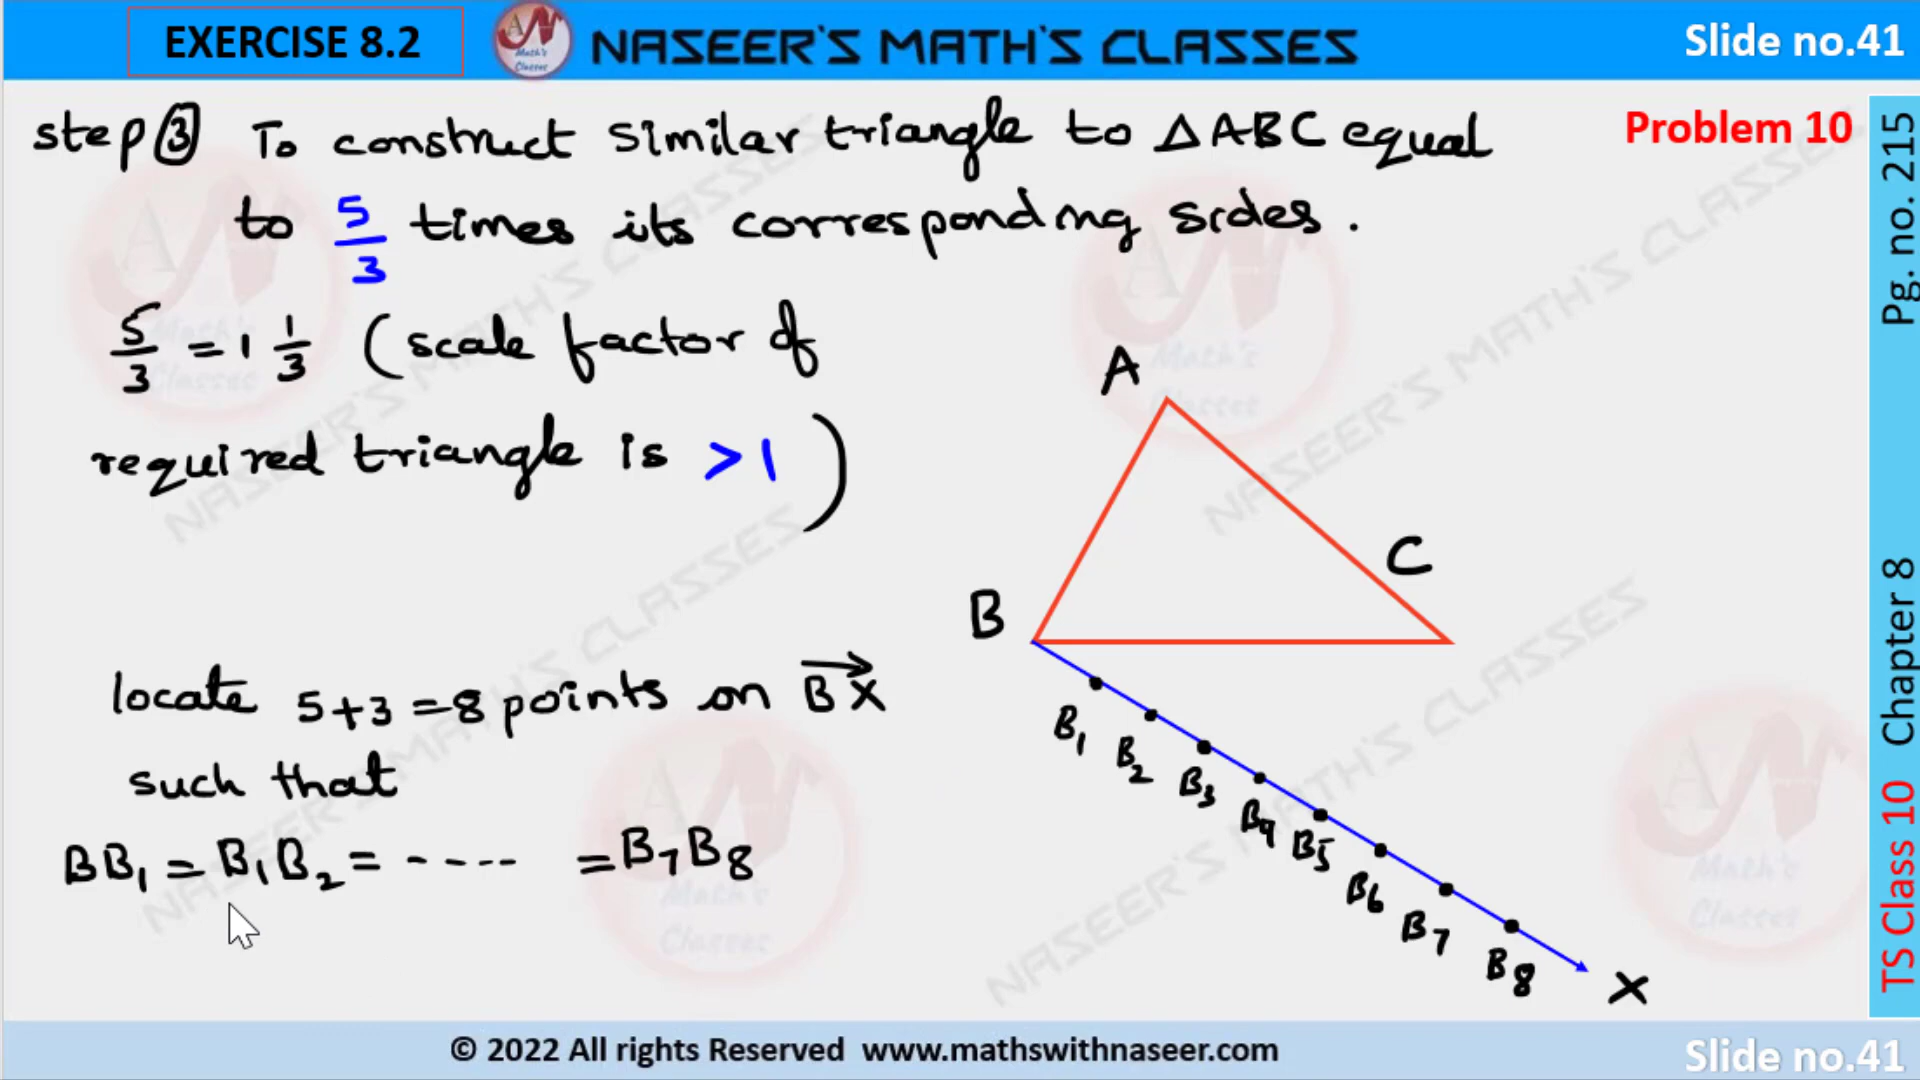 EXERCISE 8.2
AN Math's Classes
NASEER'S MATH'S CLASSES
Slide no.41
Problem 10
step ③ To construct similar triangle to △ABC equal
to 5/3 times its corresponding sides.
5/3 = 1 1/3 (scale factor of
required triangle is >1)
locate 5+3=8 points on BX→
such that
BB₁ = B₁B₂ = ---- = B₇B₈
A
B
C
B₁
B₂
B₃
B₄
B₅
B₆
B₇
B₈
X
Pg. no. 215
Chapter 8
TS Class 10
© 2022 All rights Reserved www.mathswithnaseer.com
Slide no.41